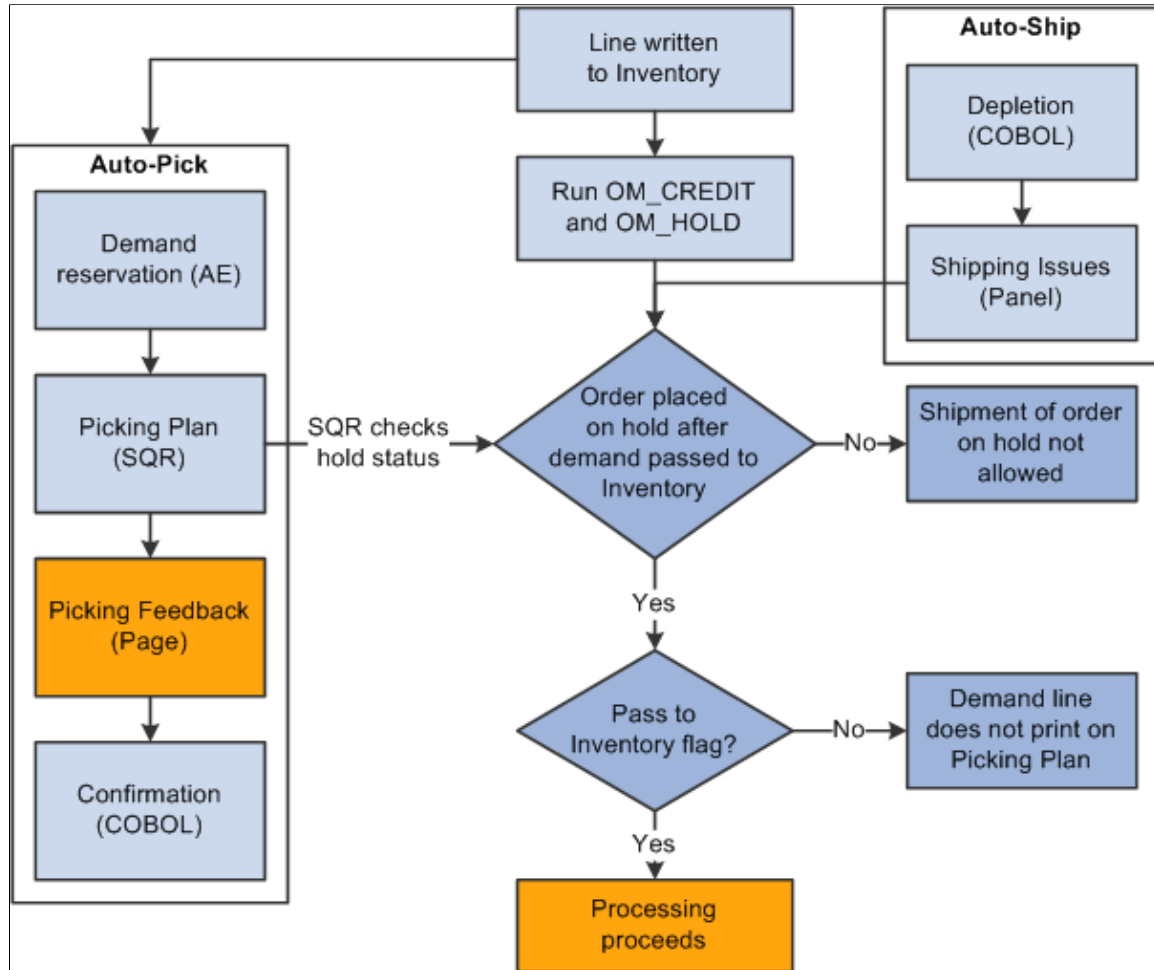 Line written
to Inventory
Auto-Ship
Depletion
(COBOL)
Shipping Issues
(Panel)
Run OM_CREDIT
and OM_HOLD
Auto-Pick
Demand
reservation (AE)
Picking Plan
(SQR)
Picking Feedback
(Page)
Confirmation
(COBOL)
SQR checks
hold status
Order placed
on hold after
demand passed to
Inventory
No
Shipment of order
on hold not
allowed
Yes
Pass to
Inventory flag?
No
Demand line
does not print on
Picking Plan
Yes
Processing
proceeds